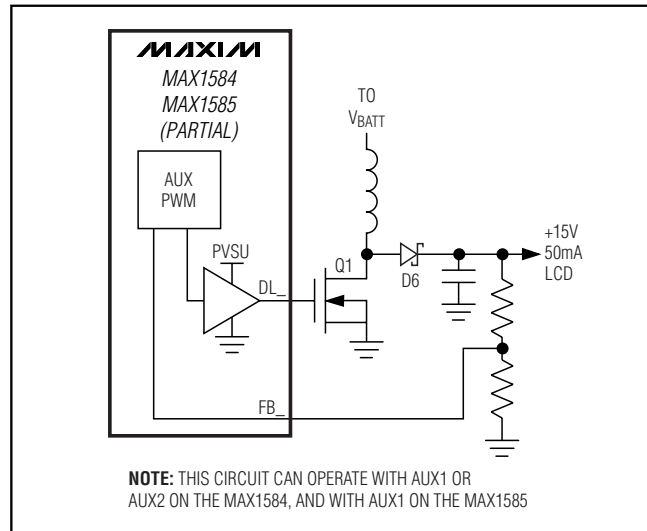 MAXIM
MAX1584
MAX1585
(PARTIAL)
TO
VBATT
AUX
PWM
PVSU
Q1
+15V
50mA
LCD
DL_
D6
FB_
NOTE: THIS CIRCUIT CAN OPERATE WITH AUX1 OR
AUX2 ON THE MAX1584, AND WITH AUX1 ON THE MAX1585